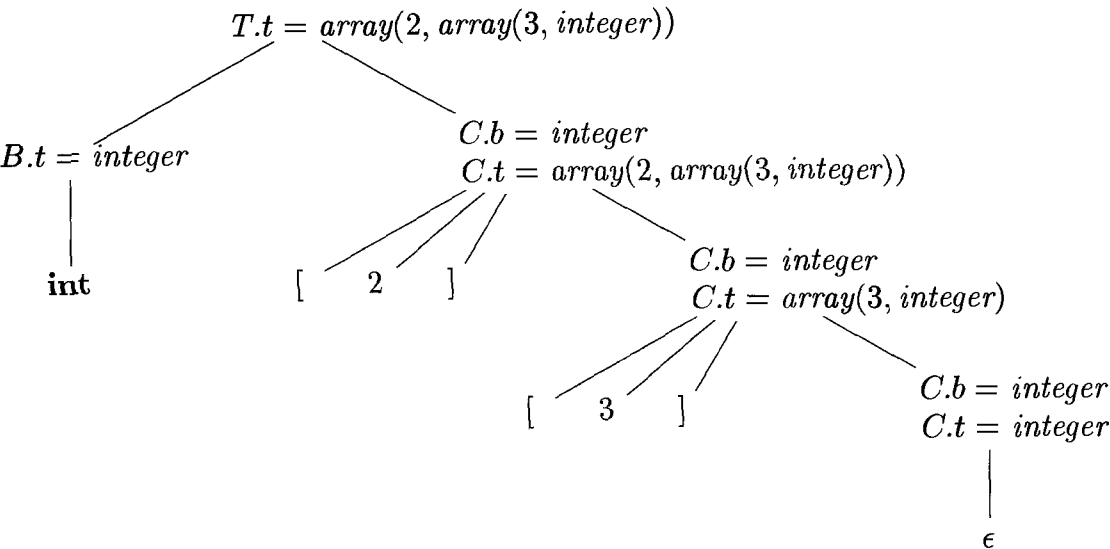 T.t = array(2, array(3, integer))
C.b = integer
B.t = integer
C.t = array(2, array(3, integer))
C.b = integer
int
[ 2 ]
C.t = array(3, integer)
C.b = integer
[ 3 ]
C.t = integer
ϵ